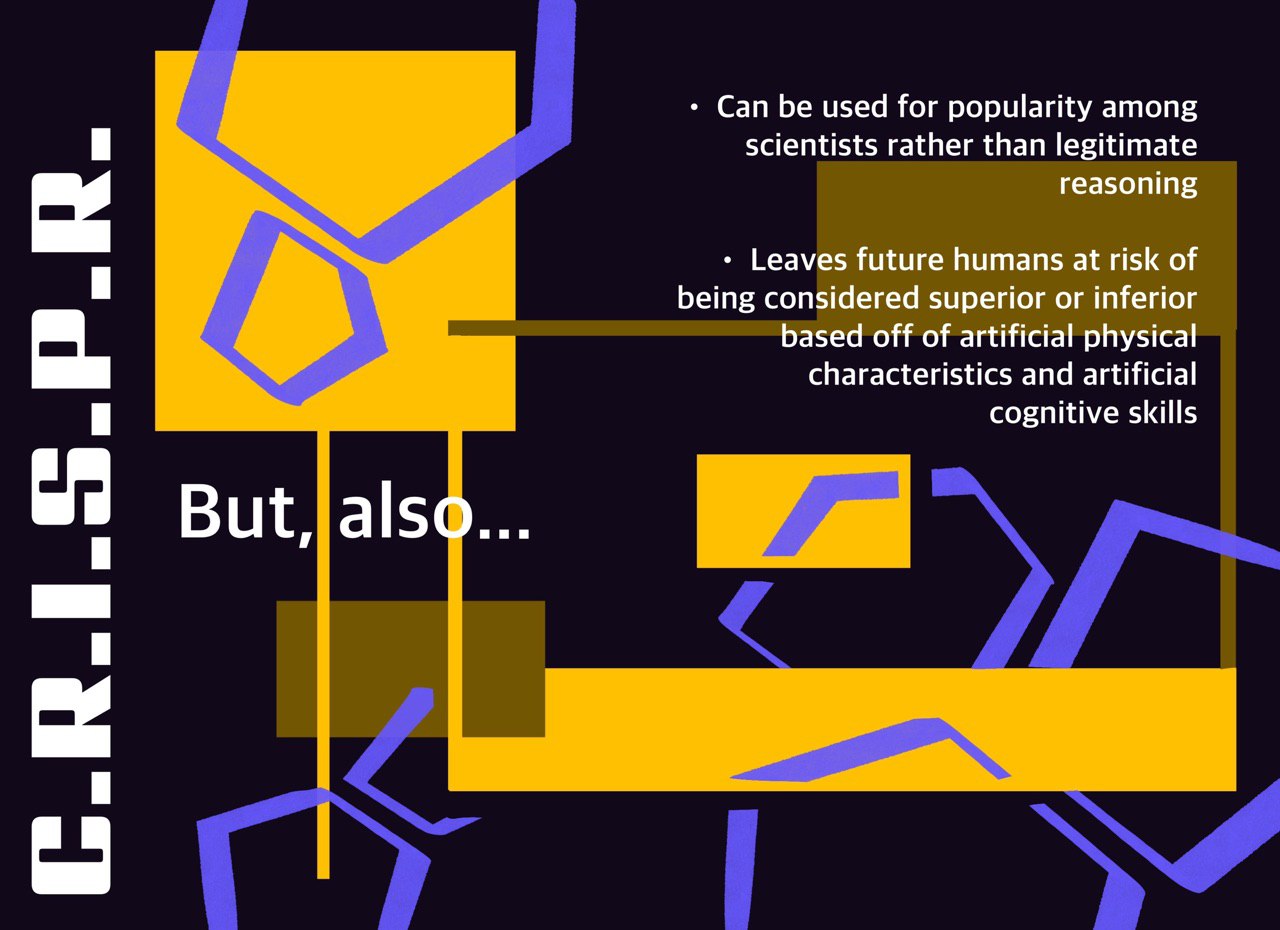 C.R.I.S.P.R.
• Can be used for popularity among
scientists rather than legitimate
reasoning
• Leaves future humans at risk of
being considered superior or inferior
based off of artificial physical
characteristics and artificial
cognitive skills
But, also...